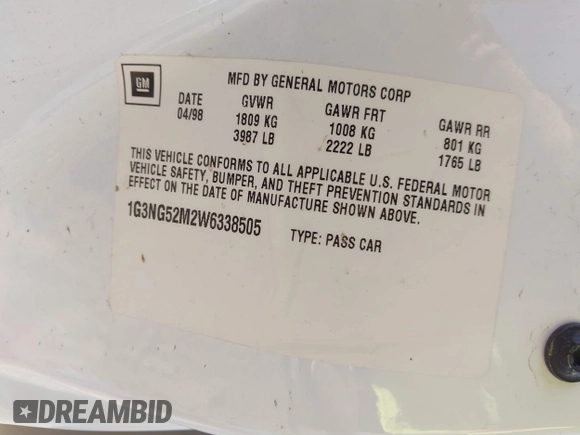 GM
MFD BY GENERAL MOTORS CORP
DATE GVWR GAWR FRT GAWR RR
04/98 1809 KG 1008 KG 801 KG
3987 LB 2222 LB 1765 LB
THIS VEHICLE CONFORMS TO ALL APPLICABLE U.S. FEDERAL MOTOR
VEHICLE SAFETY, BUMPER, AND THEFT PREVENTION STANDARDS IN
EFFECT ON THE DATE OF MANUFACTURE SHOWN ABOVE.
1G3NG52M2W6338505 TYPE: PASS CAR
DREAMBID